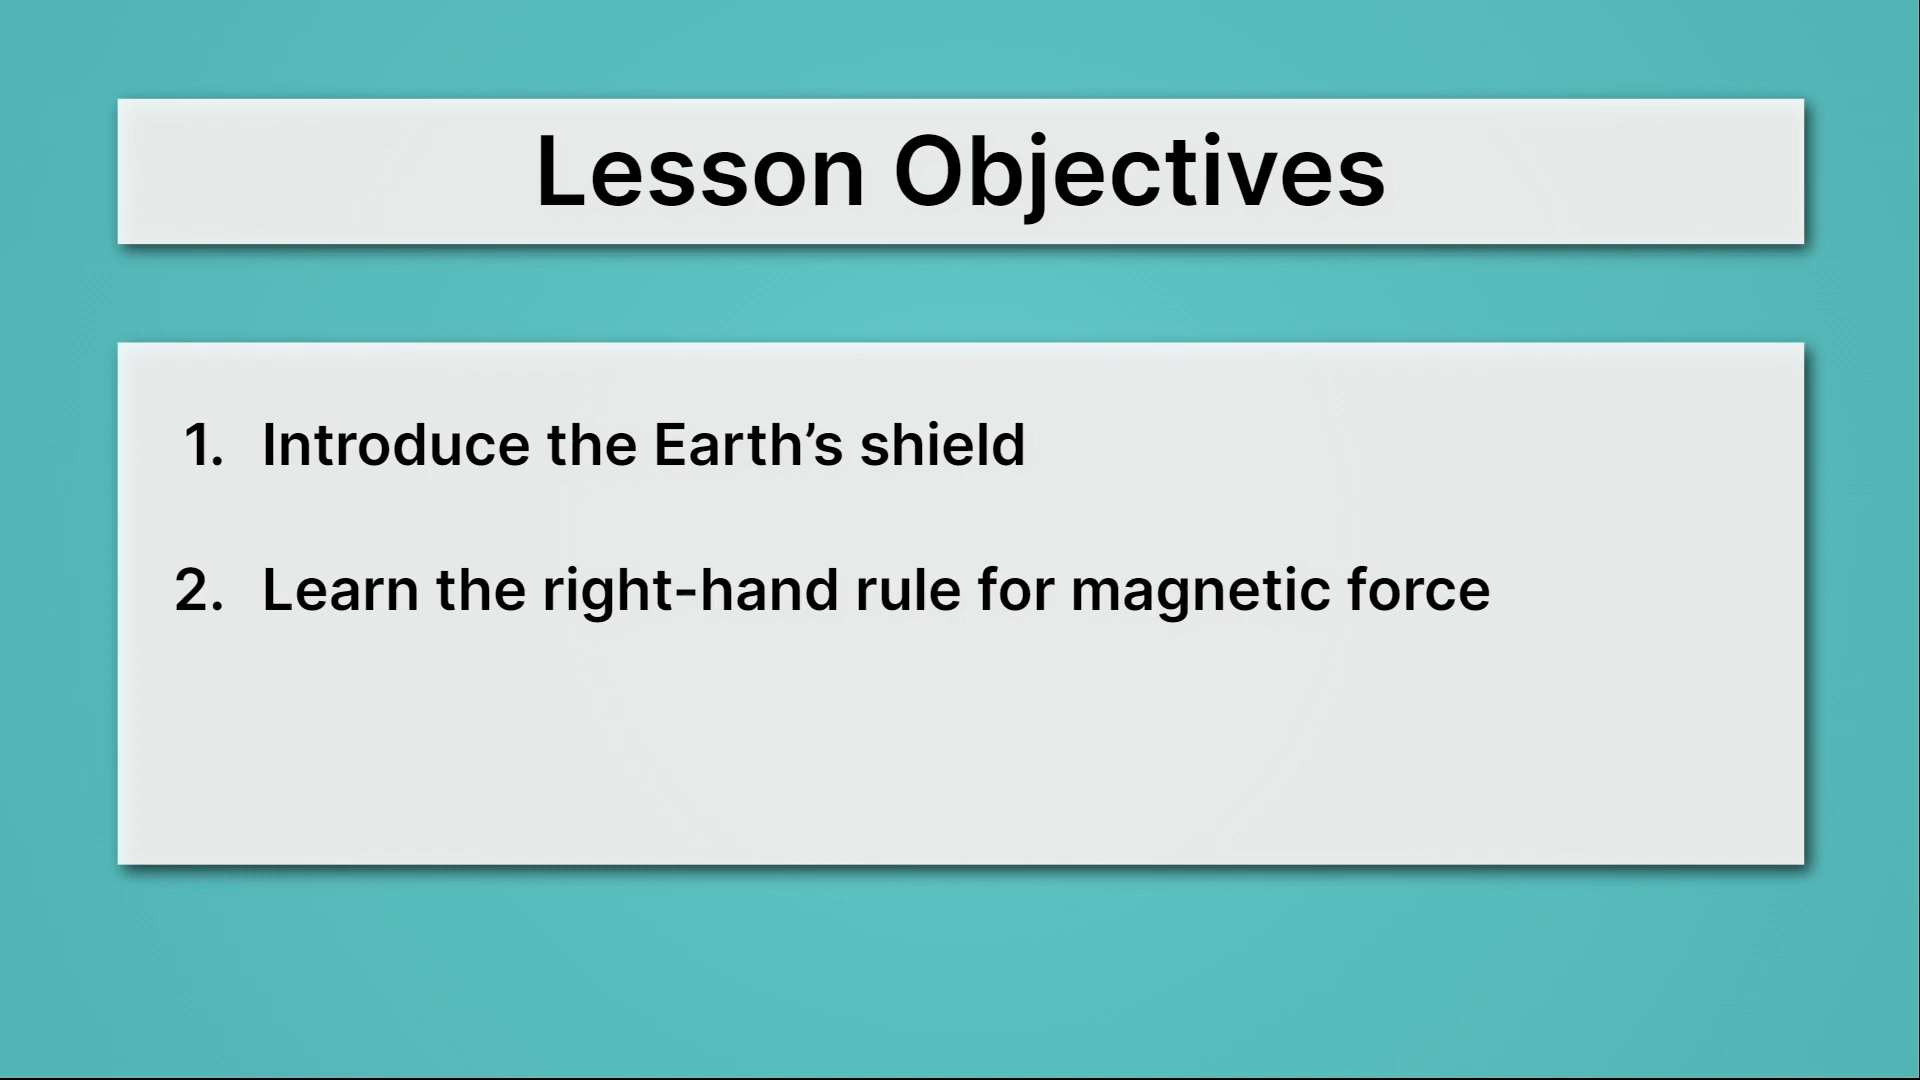 Lesson Objectives
1. Introduce the Earth’s shield
2. Learn the right-hand rule for magnetic force